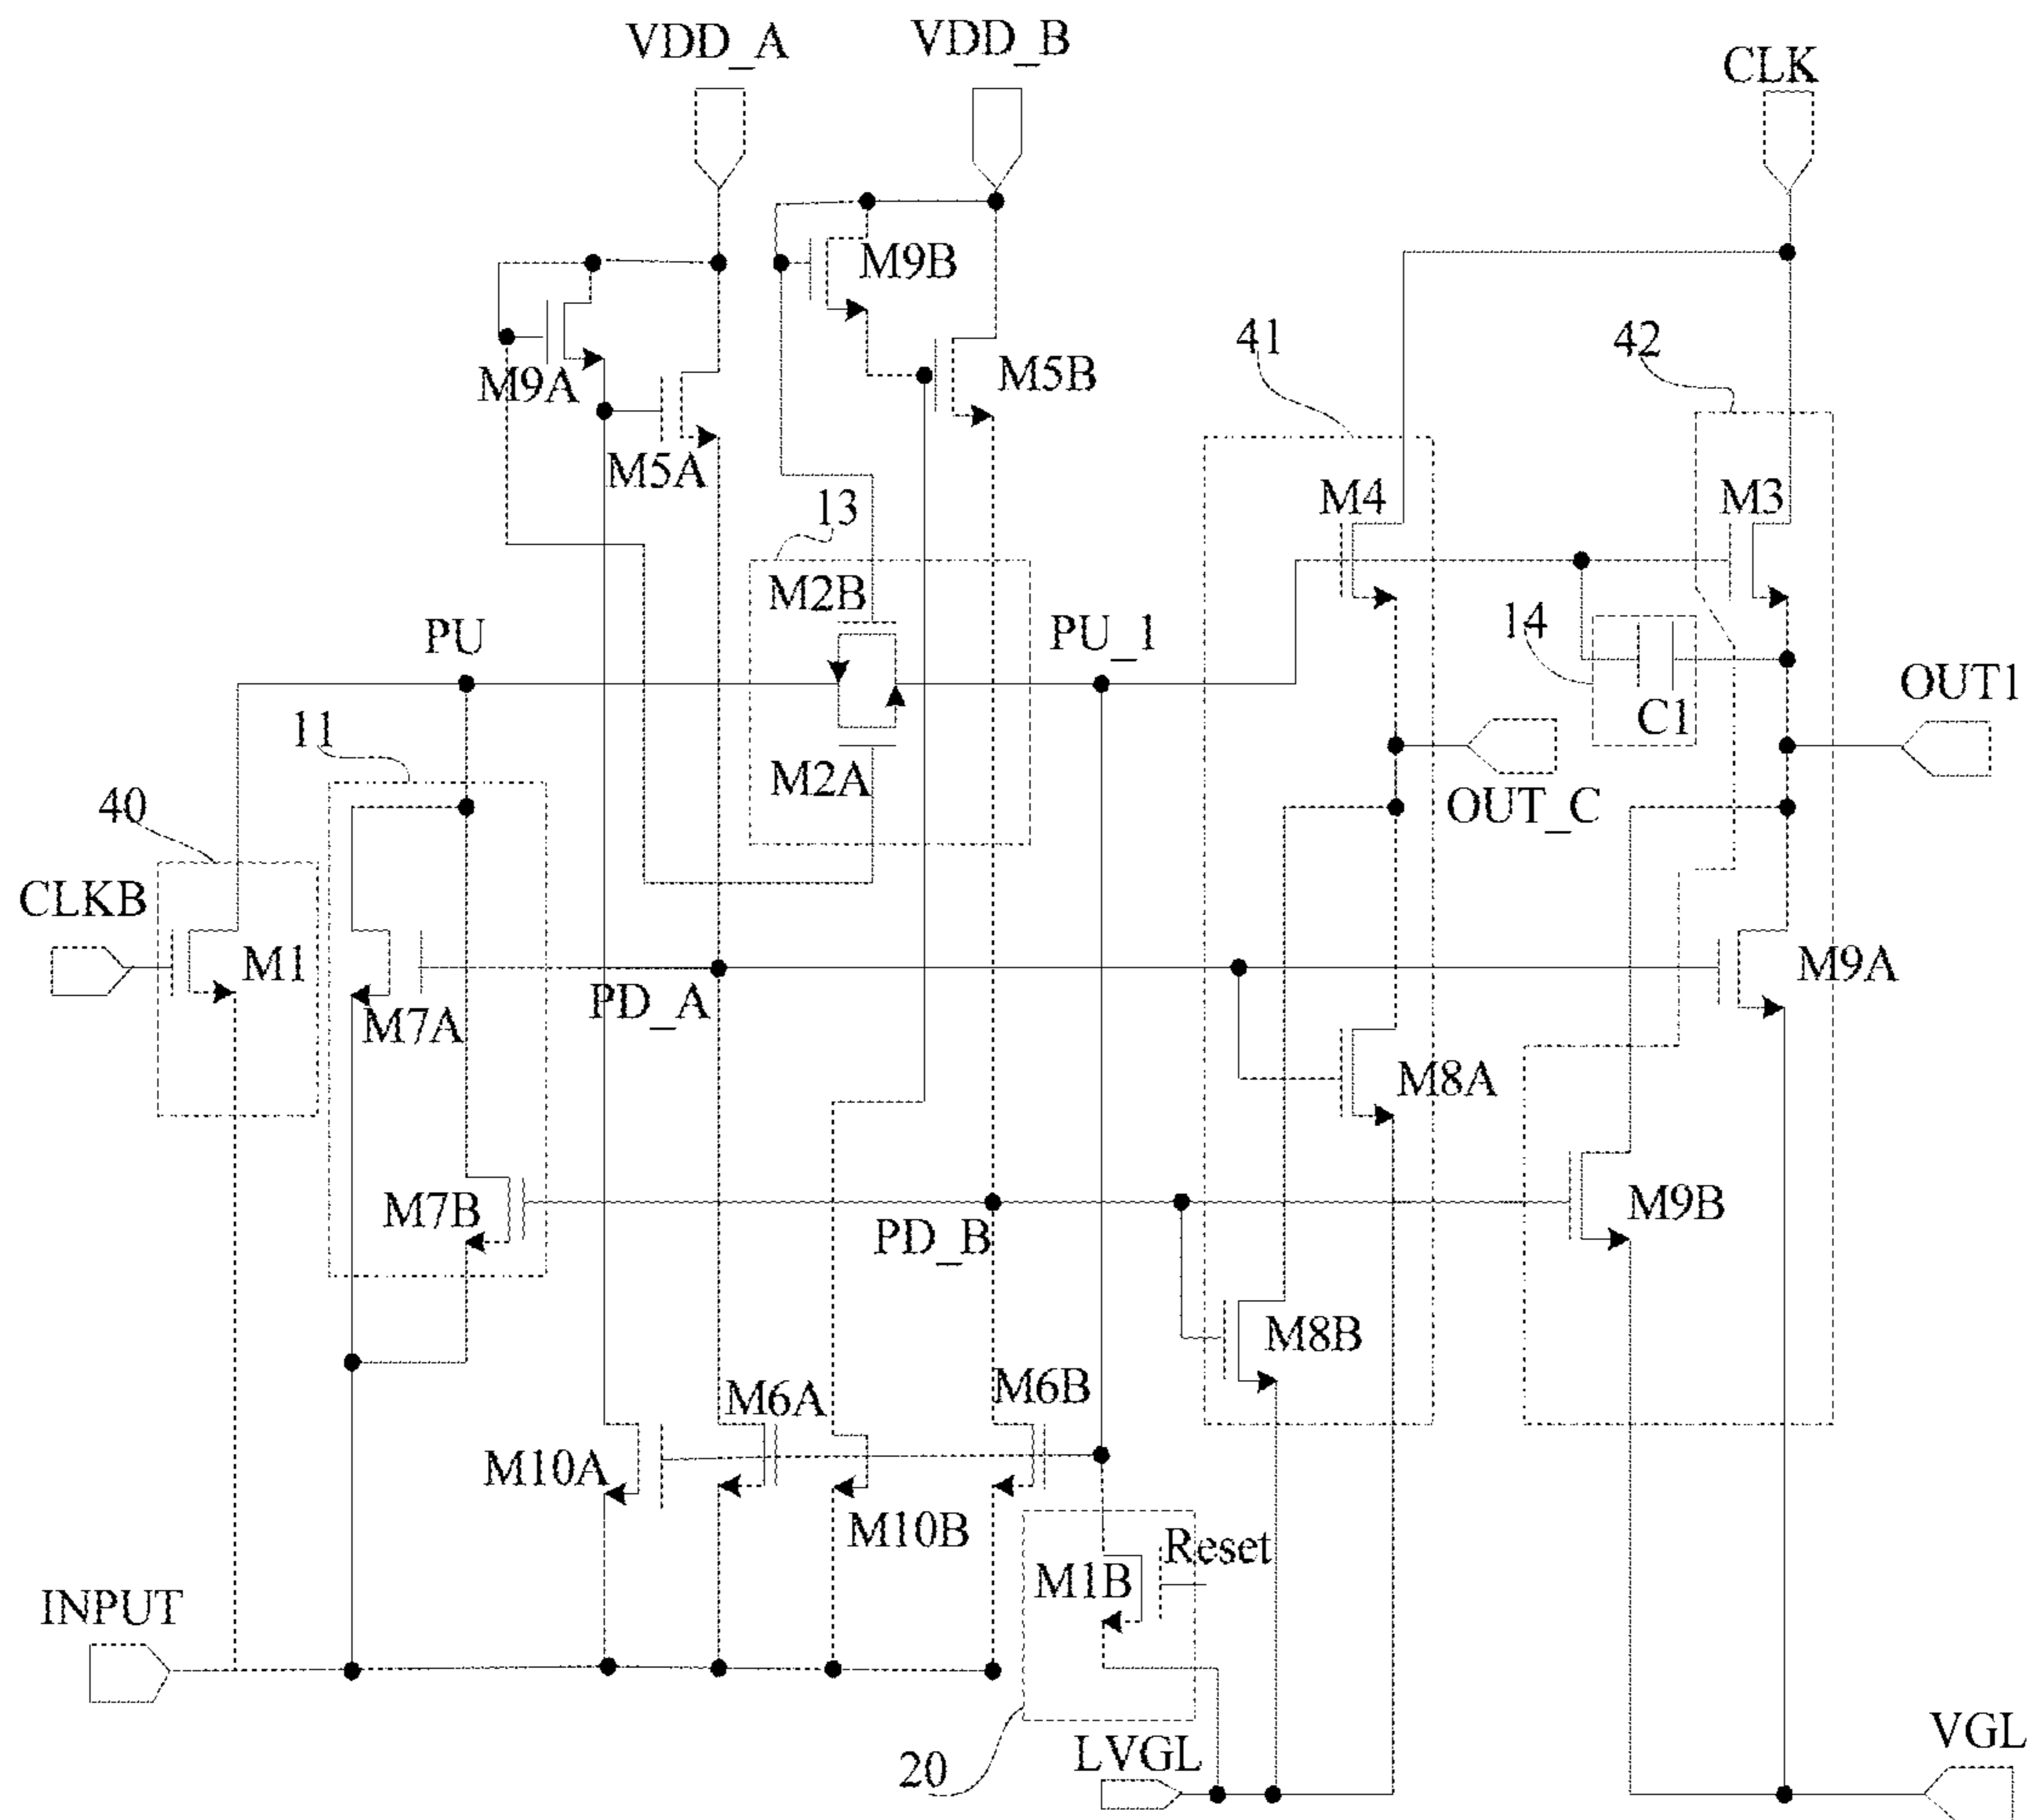 VDD_A
VDD_B
CLK
M9B
M9A
M5B
41
42
M5A
13
M4
M3
M2B
PU
PU_1
14
OUT1
11
C1
M2A
40
OUT_C
CLKB
M1
M7A
PD_A
M9A
M8A
M7B
PD_B
M9B
M8B
M6A
M6B
M10A
M10B
Reset
M1B
INPUT
20
LVGL
VGL